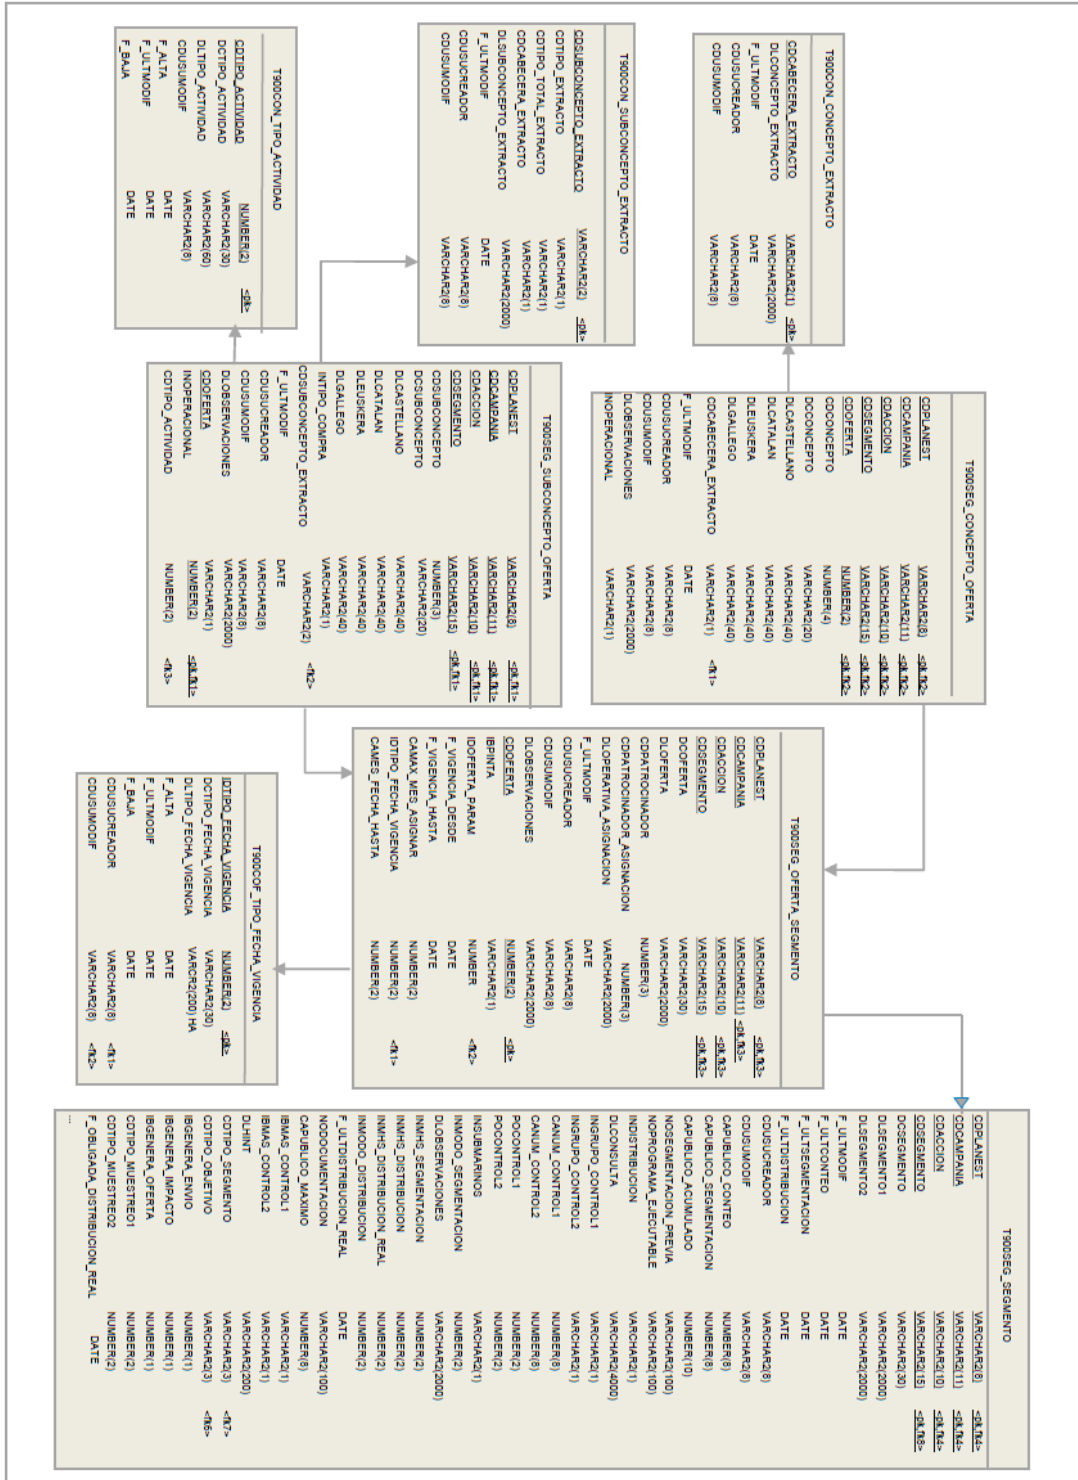 T900CON_CONCEPTO_EXTRACTO
CDCABECERA_EXTRACTO VARCHAR2(1) <pk>
DLCONCEPTO_EXTRACTO VARCHAR2(2000)
F_ULTMODIF DATE
CDUSUCREADOR VARCHAR2(8)
CDUSUMODIF VARCHAR2(8)
T900SEG_CONCEPTO_OFERTA
CDPLANEST VARCHAR2(8) <pk,fk2>
CDCAMPANIA VARCHAR2(11) <pk,fk2>
CDACCION VARCHAR2(10) <pk,fk2>
CDSEGMENTO VARCHAR2(15) <pk,fk2>
CDOFERTA NUMBER(2) <pk,fk2>
CDCONCEPTO NUMBER(4)
DCONCEPTO VARCHAR2(20)
DLCASTELLANO VARCHAR2(40)
DLCATALAN VARCHAR2(40)
DLEUSKERA VARCHAR2(40)
DLGALLEGO VARCHAR2(40)
CDCABECERA_EXTRACTO VARCHAR2(1) <fk1>
F_ULTMODIF DATE
CDUSUCREADOR VARCHAR2(8)
CDUSUMODIF VARCHAR2(8)
DLOBSERVACIONES VARCHAR2(2000)
INOPERACIONAL VARCHAR2(1)
T900SEG_SEGMENTO
CDPLANEST VARCHAR2(8) <pk,fk4>
CDCAMPANIA VARCHAR2(11) <pk,fk4>
CDACCION VARCHAR2(10) <pk,fk4>
CDSEGMENTO VARCHAR2(15) <pk,fk8>
DCSEGMENTO VARCHAR2(30)
DLSEGMENTO1 VARCHAR2(2000)
DLSEGMENTO2 VARCHAR2(2000)
F_ULTMODIF DATE
F_ULTCONTEO DATE
F_ULTSEGMENTACION DATE
F_ULTDISTRIBUCION DATE
CDUSUCREADOR VARCHAR2(8)
CDUSUMODIF VARCHAR2(8)
CAPUBLICO_CONTEO NUMBER(8)
CAPUBLICO_SEGMENTACION NUMBER(8)
CAPUBLICO_ACUMULADO NUMBER(10)
NOSEGMENTACION_PREVIA VARCHAR2(100)
NOPROGRAMA_EJECUTABLE VARCHAR2(100)
INDISTRIBUCION VARCHAR2(1)
DLCONSULTA VARCHAR2(4000)
INGRUPO_CONTROL1 VARCHAR2(1)
INGRUPO_CONTROL2 VARCHAR2(1)
CANUM_CONTROL1 NUMBER(8)
CANUM_CONTROL2 NUMBER(8)
POCONTROL1 NUMBER(2)
POCONTROL2 NUMBER(2)
INSUBMARINOS VARCHAR2(1)
INMODO_SEGMENTACION NUMBER(2)
DLOBSERVACIONES VARCHAR2(2000)
INMHS_SEGMENTACION NUMBER(2)
INMHS_DISTRIBUCION NUMBER(2)
INMHS_DISTRIBUCION_REAL NUMBER(2)
INMODO_DISTRIBUCION NUMBER(2)
F_ULTDISTRIBUCION_REAL DATE
NODOCUMENTACION VARCHAR2(100)
CAPUBLICO_MAXIMO NUMBER(8)
IBMAS_CONTROL1 VARCHAR2(1)
IBMAS_CONTROL2 VARCHAR2(1)
DLHINT VARCHAR2(200)
CDTIPO_SEGMENTO VARCHAR2(3) <fk7>
CDTIPO_OBJETIVO VARCHAR2(3) <fk6>
IBGENERA_ENVIO NUMBER(1)
IBGENERA_IMPACTO NUMBER(1)
IBGENERA_OFERTA NUMBER(1)
CDTIPO_MUESTREO1 NUMBER(2)
CDTIPO_MUESTREO2 NUMBER(2)
F_OBLIGADA_DISTRIBUCION_REAL DATE
...
T900CON_SUBCONCEPTO_EXTRACTO
CDSUBCONCEPTO_EXTRACTO VARCHAR2(2) <pk>
CDTIPO_EXTRACTO VARCHAR2(1)
CDTIPO_TOTAL_EXTRACTO VARCHAR2(1)
CDCABECERA_EXTRACTO VARCHAR2(1)
DLSUBCONCEPTO_EXTRACTO VARCHAR2(2000)
F_ULTMODIF DATE
CDUSUCREADOR VARCHAR2(8)
CDUSUMODIF VARCHAR2(8)
T900SEG_OFERTA_SEGMENTO
CDPLANEST VARCHAR2(8) <pk,fk3>
CDCAMPANIA VARCHAR2(11) <pk,fk3>
CDACCION VARCHAR2(10) <pk,fk3>
CDSEGMENTO VARCHAR2(15) <pk,fk3>
DCOFERTA VARCHAR2(30)
DLOFERTA VARCHAR2(2000)
CDPATROCINADOR NUMBER(3)
CDPATROCINADOR_ASIGNACION NUMBER(3)
DLOPERATIVA_ASIGNACION VARCHAR2(2000)
F_ULTMODIF DATE
CDUSUCREADOR VARCHAR2(8)
CDUSUMODIF VARCHAR2(8)
DLOBSERVACIONES VARCHAR2(2000)
CDOFERTA NUMBER(2) <pk>
IBPINTA VARCHAR2(1)
IDOFERTA_PARAM NUMBER <fk2>
F_VIGENCIA_DESDE DATE
F_VIGENCIA_HASTA DATE
CAMAX_MES_ASIGNAR NUMBER(2)
IDTIPO_FECHA_VIGENCIA NUMBER(2) <fk1>
CAMES_FECHA_HASTA NUMBER(2)
T900SEG_SUBCONCEPTO_OFERTA
CDPLANEST VARCHAR2(8) <pk,fk1>
CDCAMPANIA VARCHAR2(11) <pk,fk1>
CDACCION VARCHAR2(10) <pk,fk1>
CDSEGMENTO VARCHAR2(15) <pk,fk1>
CDSUBCONCEPTO NUMBER(3)
DCSUBCONCEPTO VARCHAR2(20)
DLCASTELLANO VARCHAR2(40)
DLCATALAN VARCHAR2(40)
DLEUSKERA VARCHAR2(40)
DLGALLEGO VARCHAR2(40)
INTIPO_COMPRA VARCHAR2(1)
CDSUBCONCEPTO_EXTRACTO VARCHAR2(2) <fk2>
F_ULTMODIF DATE
CDUSUCREADOR VARCHAR2(8)
CDUSUMODIF VARCHAR2(8)
DLOBSERVACIONES VARCHAR2(2000)
CDOFERTA VARCHAR2(1)
INOPERACIONAL NUMBER(2) <pk,fk1>
CDTIPO_ACTIVIDAD NUMBER(2) <fk3>
T900CON_TIPO_ACTIVIDAD
CDTIPO_ACTIVIDAD NUMBER(2) <pk>
DCTIPO_ACTIVIDAD VARCHAR2(30)
DLTIPO_ACTIVIDAD VARCHAR2(60)
CDUSUMODIF VARCHAR2(8)
F_ALTA DATE
F_ULTMODIF DATE
F_BAJA DATE
T900COF_TIPO_FECHA_VIGENCIA
IDTIPO_FECHA_VIGENCIA NUMBER(2) <pk>
DCTIPO_FECHA_VIGENCIA VARCHAR2(30)
DLTIPO_FECHA_VIGENCIA VARCR2(200) HA
F_ALTA DATE
F_ULTMODIF DATE
F_BAJA DATE
CDUSUCREADOR VARCHAR2(8) <fk1>
CDUSUMODIF VARCHAR2(8) <fk2>